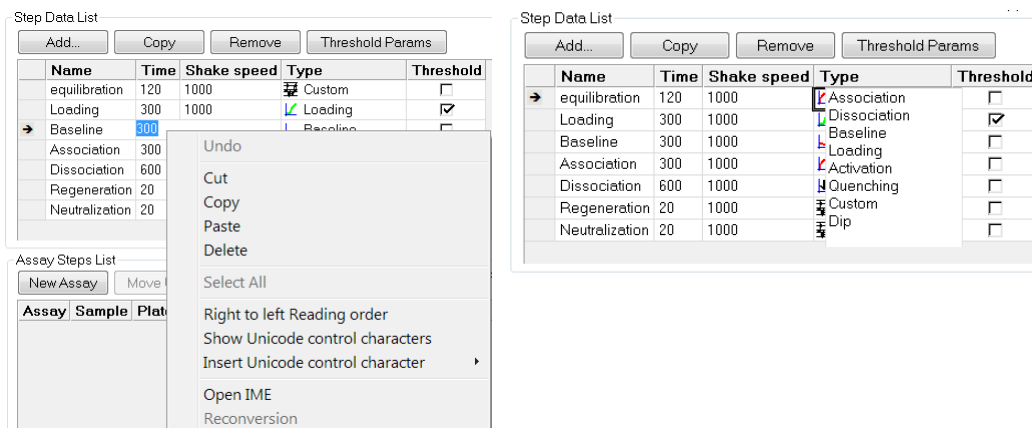 Step Data List
Add... Copy Remove Threshold Params
Name Time Shake speed Type Threshold
equilibration 120 1000 Custom
Loading 300 1000 Loading
Baseline 300 Baseline
Association 300
Dissociation 600
Regeneration 20
Neutralization 20
Undo
Cut
Copy
Paste
Delete
Select All
Right to left Reading order
Show Unicode control characters
Insert Unicode control character
Open IME
Reconversion
Assay Steps List
New Assay Move
Assay Sample Plat
Step Data List
Add... Copy Remove Threshold Params
Name Time Shake speed Type Threshold
equilibration 120 1000
Loading 300 1000
Baseline 300 1000
Association 300 1000
Dissociation 600 1000
Regeneration 20 1000
Neutralization 20 1000
Association
Dissociation
Baseline
Loading
Activation
Quenching
Custom
Dip